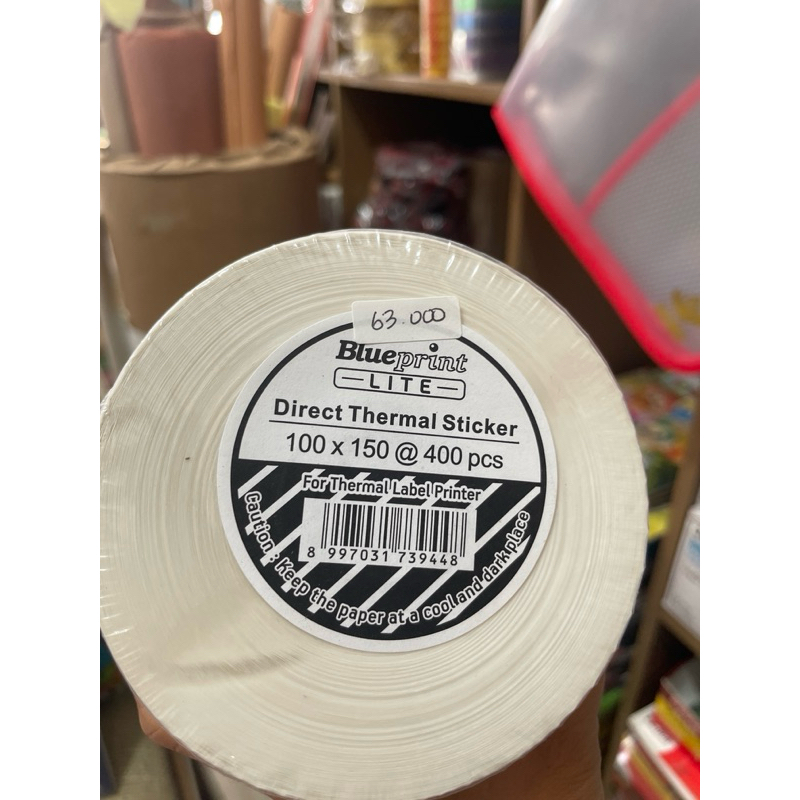 63.000
Blueprint
LITE
Direct Thermal Sticker
100 x 150 @ 400 pcs
For Thermal Label Printer
8 997031 739448
Caution : Keep the paper at a cool and dark place